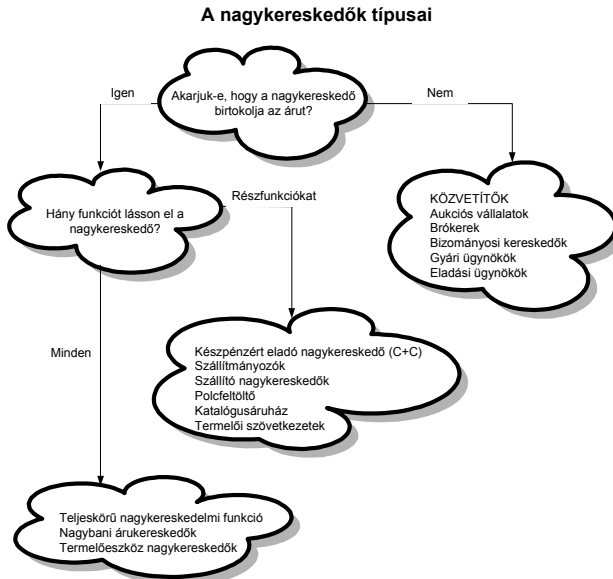 A nagykereskedők típusai
Akarjuk-e, hogy a nagykereskedő
birtokolja az árut?
Igen
Nem
Hány funkciót lásson el a
nagykereskedő?
Részfunkciókat
KÖZVETÍTŐK
Aukciós vállalatok
Brókerek
Bizományosi kereskedők
Gyári ügynökök
Eladási ügynökök
Minden
Készpénzért eladó nagykereskedő (C+C)
Szállítmányozók
Szállító nagykereskedők
Polcfeltöltő
Katalógusáruház
Termelői szövetkezetek
Teljeskörű nagykereskedelmi funkció
Nagybani árukereskedők
Termelőeszköz nagykereskedők